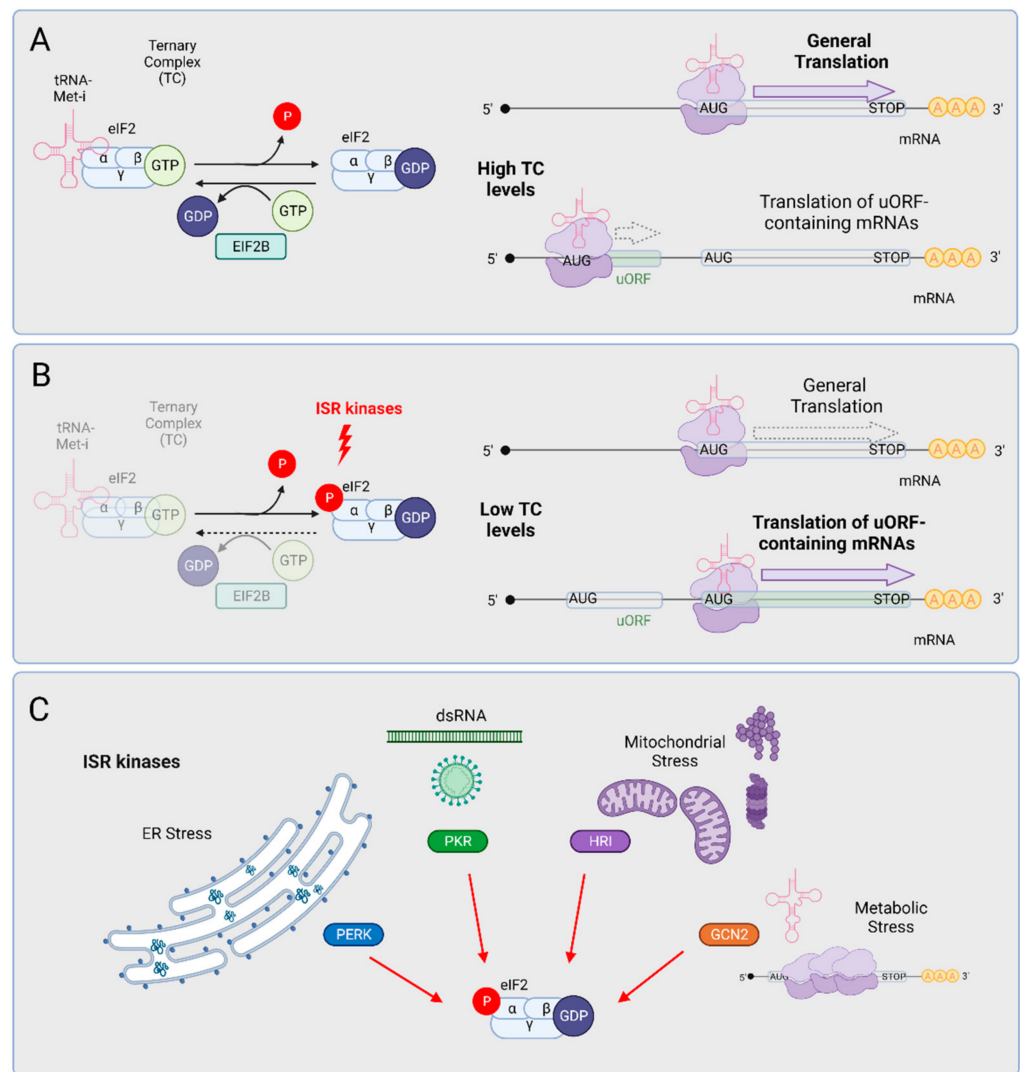 A
Ternary
Complex
(TC)
tRNA-
Met-i
eIF2
α β GTP
γ
P
eIF2
α β GDP
γ
GDP
GTP
EIF2B
High TC
levels
General
Translation
5' AUG STOP A A A 3'
mRNA
Translation of uORF-
containing mRNAs
5' AUG AUG STOP A A A 3'
uORF
mRNA
B
Ternary
Complex
(TC)
tRNA-
Met-i
eIF2
α β GTP
γ
P
ISR kinases
P eIF2
α β GDP
γ
GDP
GTP
EIF2B
Low TC
levels
General
Translation
5' AUG STOP A A A 3'
mRNA
Translation of uORF-
containing mRNAs
5' AUG AUG STOP A A A 3'
uORF
mRNA
C
ISR kinases
ER Stress
dsRNA
Mitochondrial
Stress
PKR
HRI
PERK
GCN2
Metabolic
Stress
5' AUG STOP A A A 3'
eIF2
P α β GDP
γ